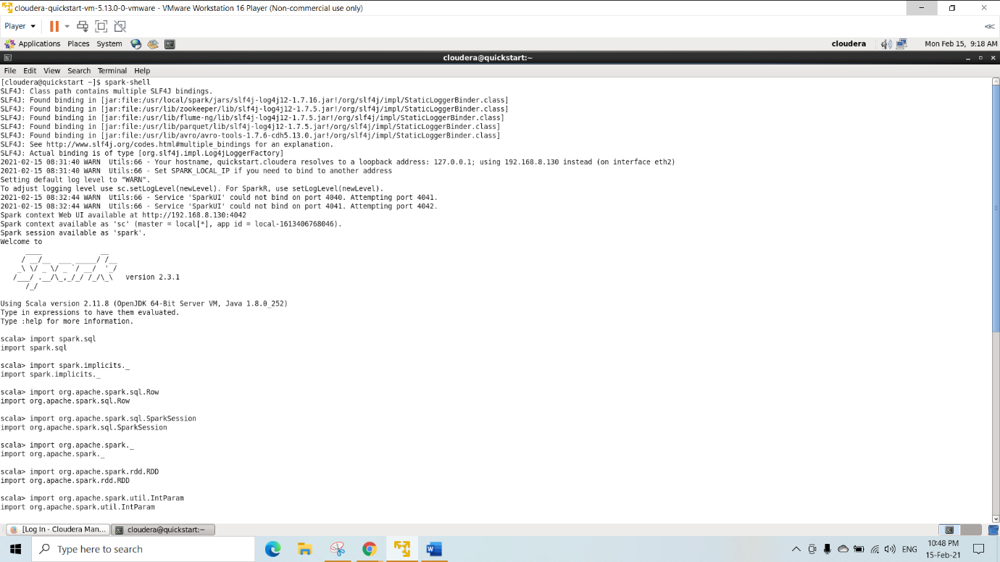 cloudera-quickstart-vm-5.13.0-0-vmware - VMware Workstation 16 Player (Non-commercial use only)
Player
Applications Places System cloudera Mon Feb 15, 9:18 AM
cloudera@quickstart:~
File Edit View Search Terminal Help
[cloudera@quickstart ~]$ spark-shell
SLF4J: Class path contains multiple SLF4J bindings.
SLF4J: Found binding in [jar:file:/usr/local/spark/jars/slf4j-log4j12-1.7.16.jar!/org/slf4j/impl/StaticLoggerBinder.class]
SLF4J: Found binding in [jar:file:/usr/lib/zookeeper/lib/slf4j-log4j12-1.7.5.jar!/org/slf4j/impl/StaticLoggerBinder.class]
SLF4J: Found binding in [jar:file:/usr/lib/flume-ng/lib/slf4j-log4j12-1.7.5.jar!/org/slf4j/impl/StaticLoggerBinder.class]
SLF4J: Found binding in [jar:file:/usr/lib/parquet/lib/slf4j-log4j12-1.7.5.jar!/org/slf4j/impl/StaticLoggerBinder.class]
SLF4J: Found binding in [jar:file:/usr/lib/avro/avro-tools-1.7.6-cdh5.13.0.jar!/org/slf4j/impl/StaticLoggerBinder.class]
SLF4J: See http://www.slf4j.org/codes.html#multiple_bindings for an explanation.
SLF4J: Actual binding is of type [org.slf4j.impl.Log4jLoggerFactory]
2021-02-15 08:31:40 WARN  Utils:66 - Your hostname, quickstart.cloudera resolves to a loopback address: 127.0.0.1; using 192.168.8.130 instead (on interface eth2)
2021-02-15 08:31:40 WARN  Utils:66 - Set SPARK_LOCAL_IP if you need to bind to another address
Setting default log level to "WARN".
To adjust logging level use sc.setLogLevel(newLevel). For SparkR, use setLogLevel(newLevel).
2021-02-15 08:32:44 WARN  Utils:66 - Service 'SparkUI' could not bind on port 4040. Attempting port 4041.
2021-02-15 08:32:44 WARN  Utils:66 - Service 'SparkUI' could not bind on port 4041. Attempting port 4042.
Spark context Web UI available at http://192.168.8.130:4042
Spark context available as 'sc' (master = local[*], app id = local-1613406768046).
Spark session available as 'spark'.
Welcome to
      ____              __
     / __/__  ___ _____/ /__
    _\ \/ _ \/ _ `/ __/  '_/
   /___/ .__/\_,_/_/ /_/\_\   version 2.3.1
      /_/
Using Scala version 2.11.8 (OpenJDK 64-Bit Server VM, Java 1.8.0_252)
Type in expressions to have them evaluated.
Type :help for more information.
scala> import spark.sql
import spark.sql
scala> import spark.implicits._
import spark.implicits._
scala> import org.apache.spark.sql.Row
import org.apache.spark.sql.Row
scala> import org.apache.spark.sql.SparkSession
import org.apache.spark.sql.SparkSession
scala> import org.apache.spark._
import org.apache.spark._
scala> import org.apache.spark.rdd.RDD
import org.apache.spark.rdd.RDD
scala> import org.apache.spark.util.IntParam
import org.apache.spark.util.IntParam
[Log In - Cloudera Man... cloudera@quickstart:~
Type here to search
ENG
10:48 PM
15-Feb-21